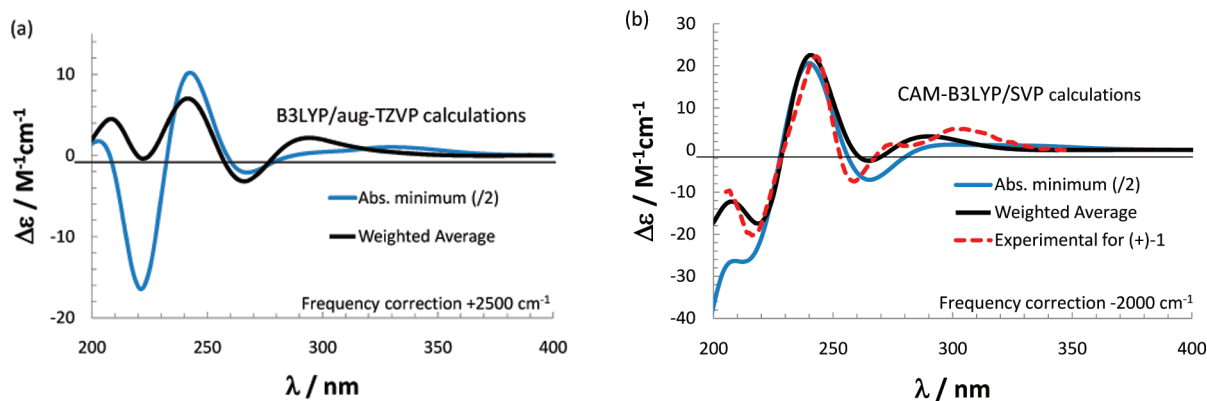 (a)
B3LYP/aug-TZVP calculations
Abs. minimum (/2)
Weighted Average
Frequency correction +2500 cm⁻¹
Δε / M⁻¹cm⁻¹
10
0
-10
-20
200 250 300 350 400
λ / nm
(b)
CAM-B3LYP/SVP calculations
Abs. minimum (/2)
Weighted Average
Experimental for (+)-1
Frequency correction -2000 cm⁻¹
Δε / M⁻¹cm⁻¹
30
20
10
0
-10
-20
-30
-40
200 250 300 350 400
λ / nm